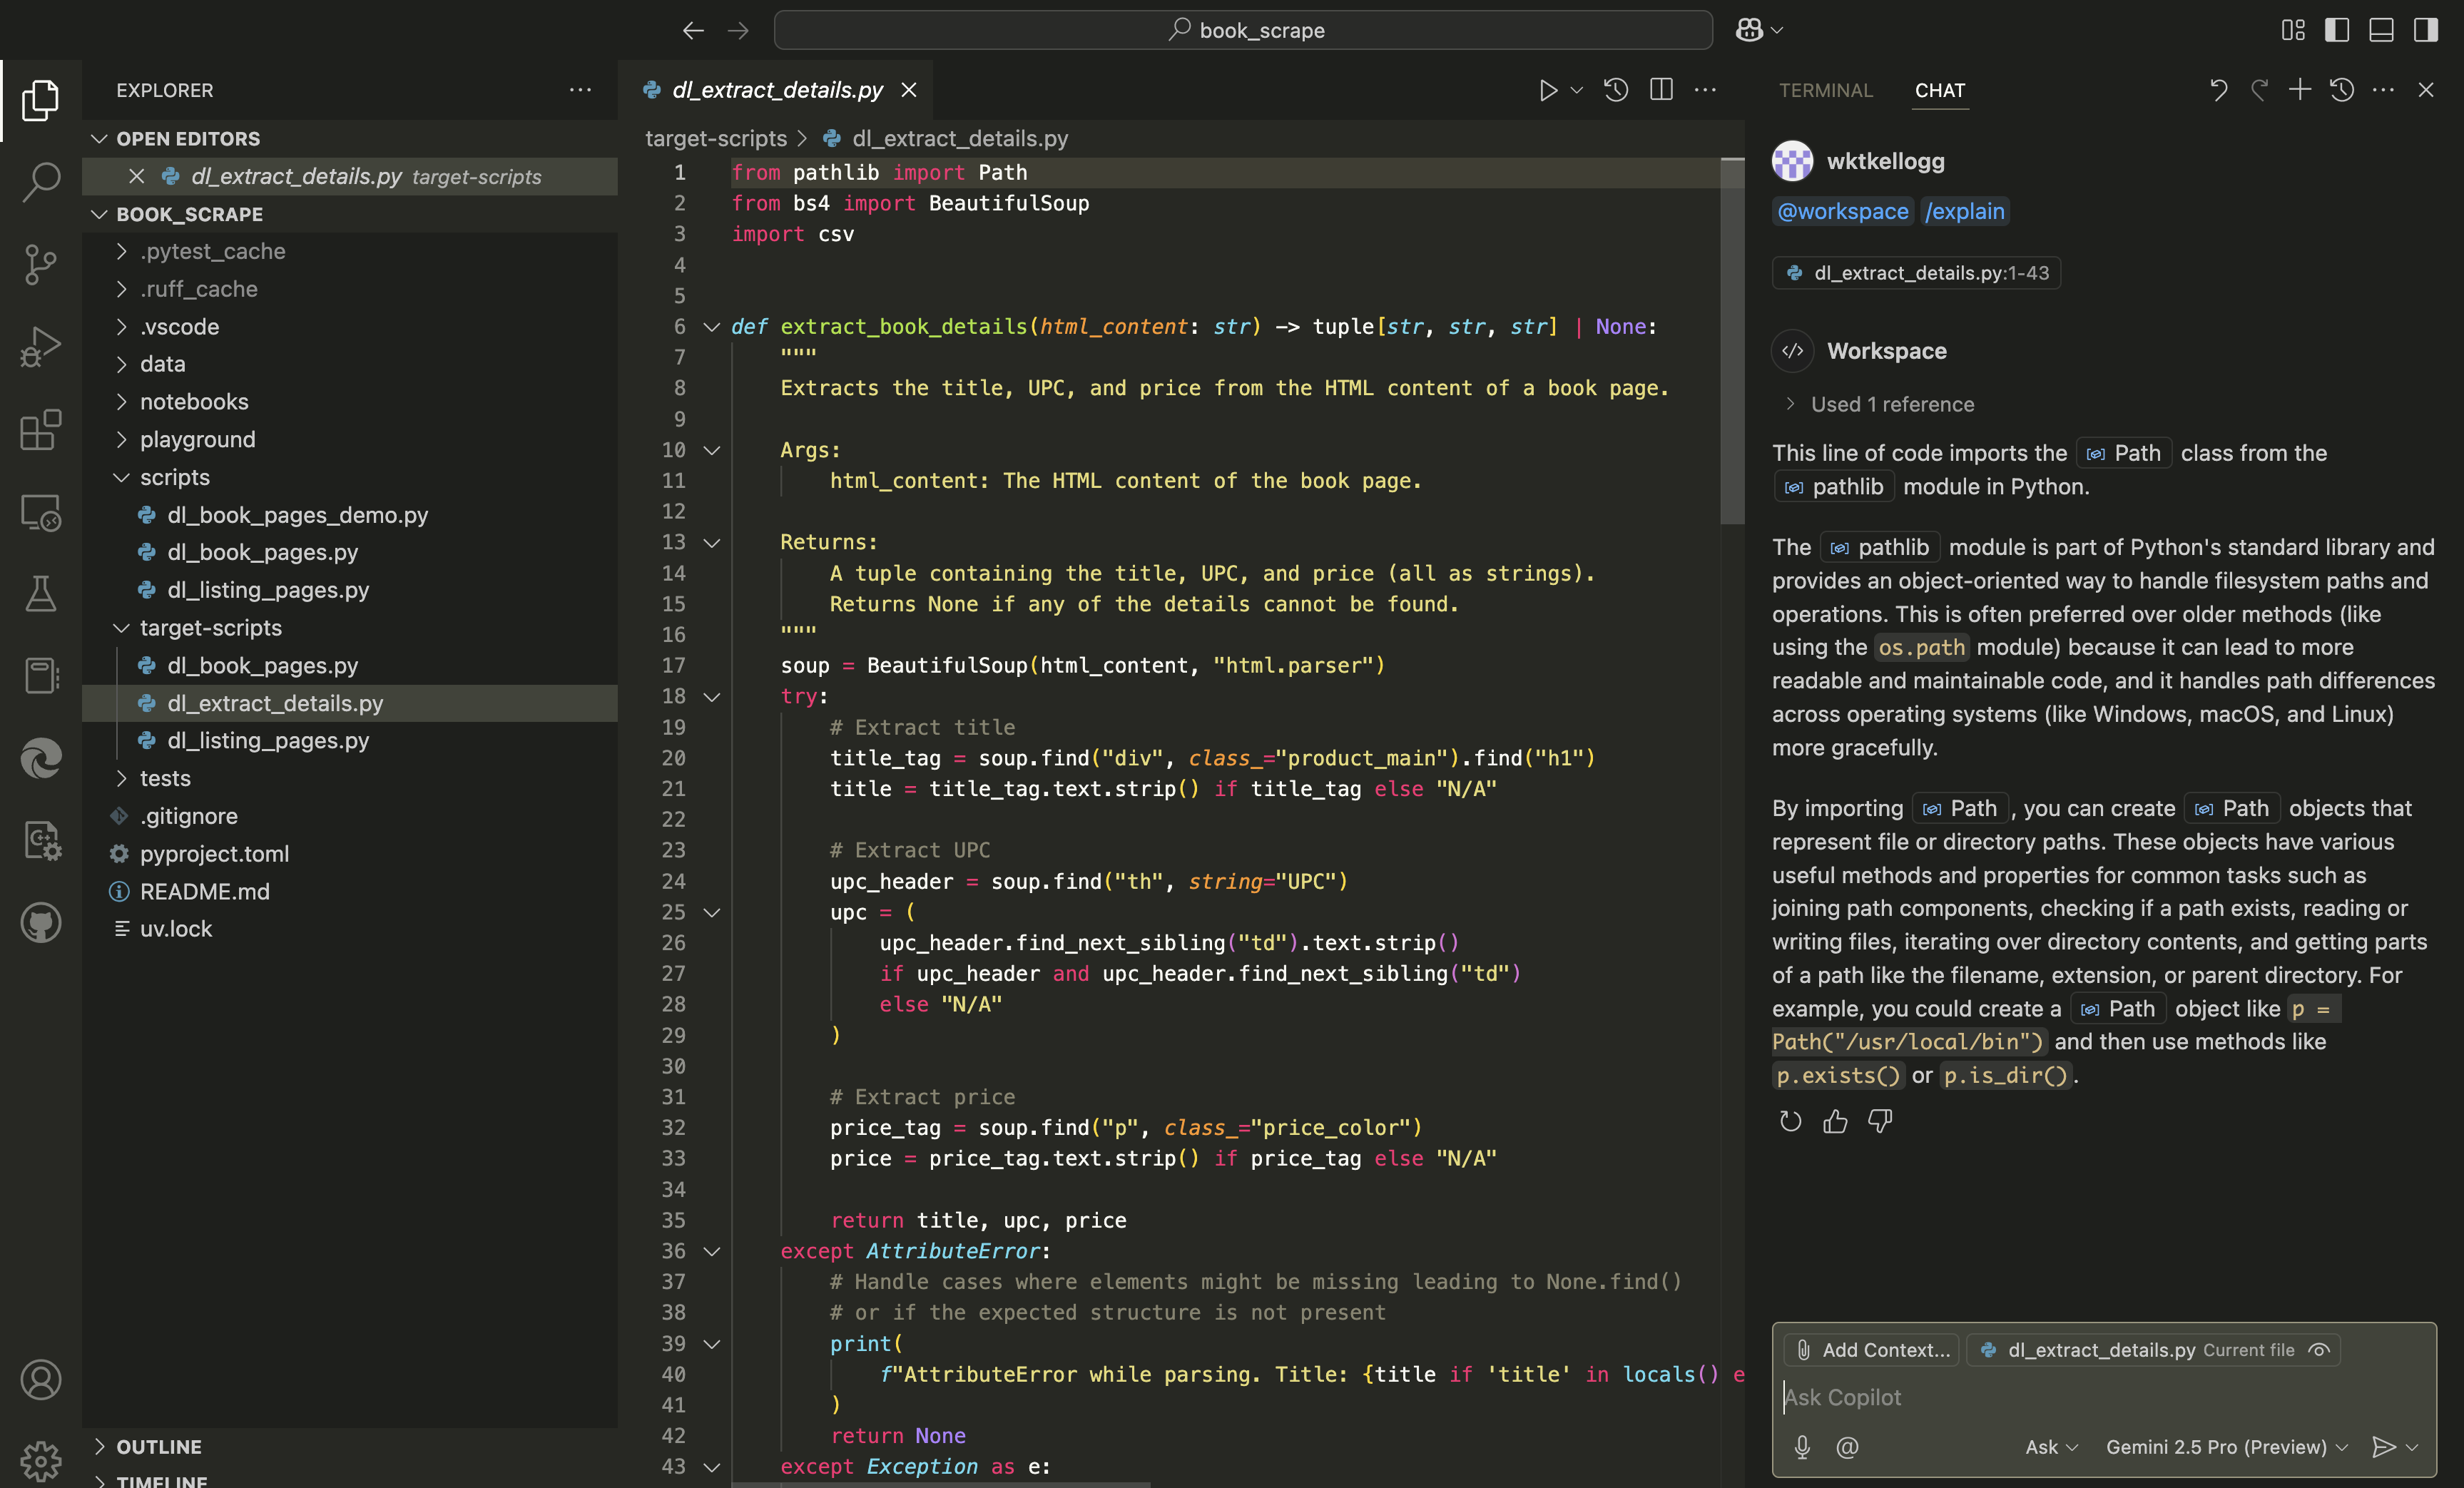 book_scrape
EXPLORER
OPEN EDITORS
dl_extract_details.py target-scripts
BOOK_SCRAPE
.pytest_cache
.ruff_cache
.vscode
data
notebooks
playground
scripts
dl_book_pages_demo.py
dl_book_pages.py
dl_listing_pages.py
target-scripts
dl_book_pages.py
dl_extract_details.py
dl_listing_pages.py
tests
.gitignore
pyproject.toml
README.md
uv.lock
OUTLINE
TIMELINE
dl_extract_details.py
target-scripts > dl_extract_details.py
1 from pathlib import Path
2 from bs4 import BeautifulSoup
3 import csv
4
5
6 def extract_book_details(html_content: str) -> tuple[str, str, str] | None:
7 """
8 Extracts the title, UPC, and price from the HTML content of a book page.
9
10 Args:
11 html_content: The HTML content of the book page.
12
13 Returns:
14 A tuple containing the title, UPC, and price (all as strings).
15 Returns None if any of the details cannot be found.
16 """
17 soup = BeautifulSoup(html_content, "html.parser")
18 try:
19 # Extract title
20 title_tag = soup.find("div", class_="product_main").find("h1")
21 title = title_tag.text.strip() if title_tag else "N/A"
22
23 # Extract UPC
24 upc_header = soup.find("th", string="UPC")
25 upc = (
26 upc_header.find_next_sibling("td").text.strip()
27 if upc_header and upc_header.find_next_sibling("td")
28 else "N/A"
29 )
30
31 # Extract price
32 price_tag = soup.find("p", class_="price_color")
33 price = price_tag.text.strip() if price_tag else "N/A"
34
35 return title, upc, price
36 except AttributeError:
37 # Handle cases where elements might be missing leading to None.find()
38 # or if the expected structure is not present
39 print(
40 f"AttributeError while parsing. Title: {title if 'title' in locals() e
41 )
42 return None
43 except Exception as e:
TERMINAL CHAT
wktkellogg
@workspace /explain
dl_extract_details.py:1-43
Workspace
Used 1 reference
This line of code imports the Path class from the
pathlib module in Python.
The pathlib module is part of Python's standard library and
provides an object-oriented way to handle filesystem paths and
operations. This is often preferred over older methods (like
using the os.path module) because it can lead to more
readable and maintainable code, and it handles path differences
across operating systems (like Windows, macOS, and Linux)
more gracefully.
By importing Path , you can create Path objects that
represent file or directory paths. These objects have various
useful methods and properties for common tasks such as
joining path components, checking if a path exists, reading or
writing files, iterating over directory contents, and getting parts
of a path like the filename, extension, or parent directory. For
example, you could create a Path object like p =
Path("/usr/local/bin") and then use methods like
p.exists() or p.is_dir().
Add Context... dl_extract_details.py Current file
Ask Copilot
@ Ask Gemini 2.5 Pro (Preview)